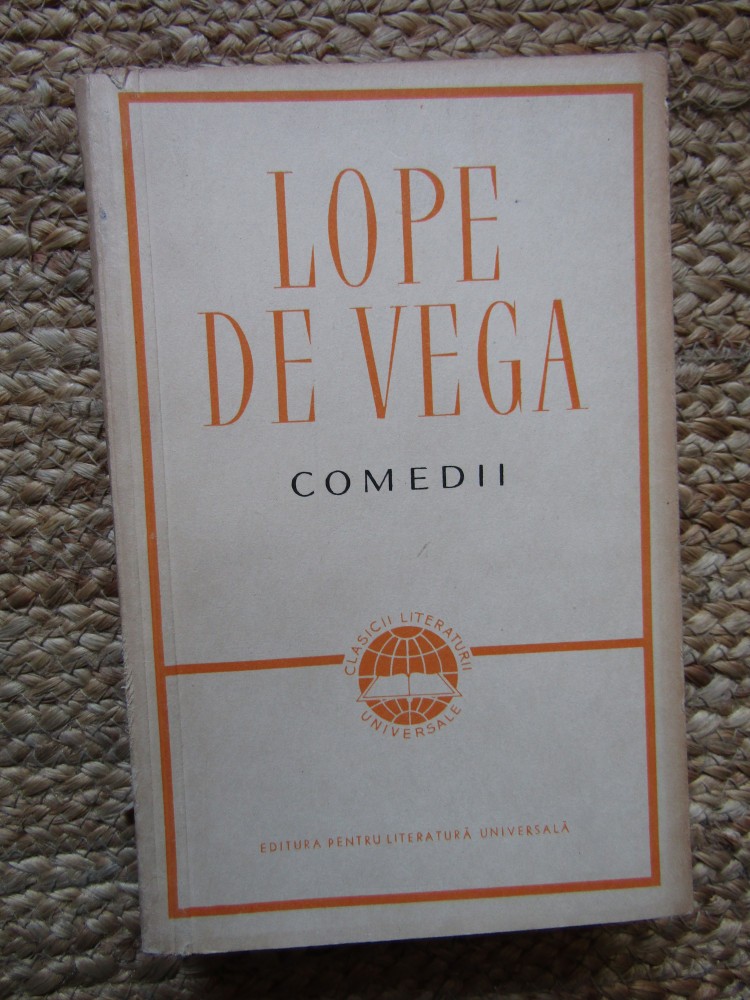 LOPE
DE VEGA
COMEDII
CLASICII LITERATURII
UNIVERSALE
EDITURA PENTRU LITERATURĂ UNIVERSALĂ